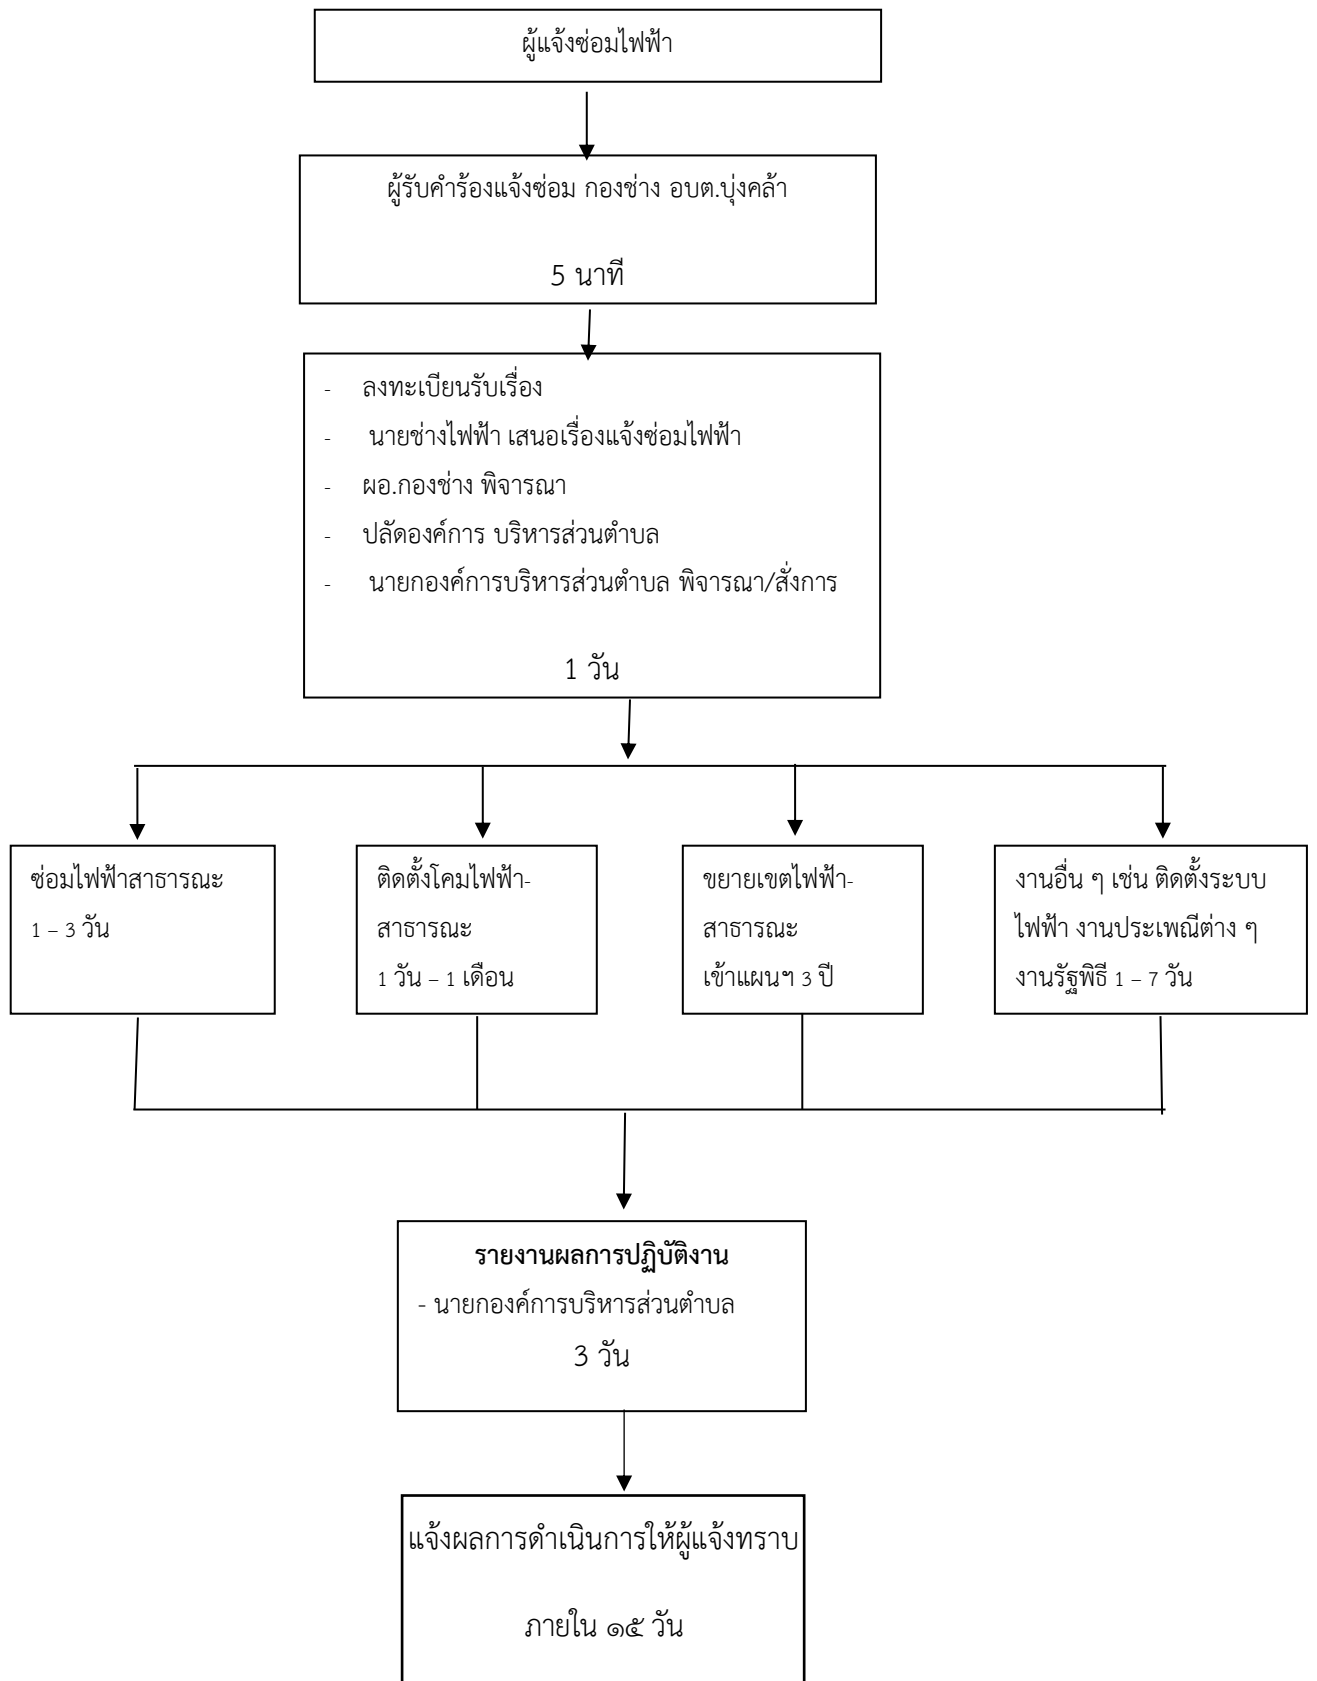 ผู้แจ้งซ่อมไฟฟ้า
ผู้รับคำร้องแจ้งซ่อม กองช่าง อบต.บุ่งคล้า
5 นาที
- ลงทะเบียนรับเรื่อง
- นายช่างไฟฟ้า เสนอเรื่องแจ้งซ่อมไฟฟ้า
- ผอ.กองช่าง พิจารณา
- ปลัดองค์การ บริหารส่วนตำบล
- นายกองค์การบริหารส่วนตำบล พิจารณา/สั่งการ
1 วัน
ซ่อมไฟฟ้าสาธารณะ
1 – 3 วัน
ติดตั้งโคมไฟฟ้า-
สาธารณะ
1 วัน – 1 เดือน
ขยายเขตไฟฟ้า-
สาธารณะ
เข้าแผนฯ 3 ปี
งานอื่น ๆ เช่น ติดตั้งระบบ
ไฟฟ้า งานประเพณีต่าง ๆ
งานรัฐพิธี 1 – 7 วัน
รายงานผลการปฏิบัติงาน
- นายกองค์การบริหารส่วนตำบล
3 วัน
แจ้งผลการดำเนินการให้ผู้แจ้งทราบ
ภายใน ๑๕ วัน